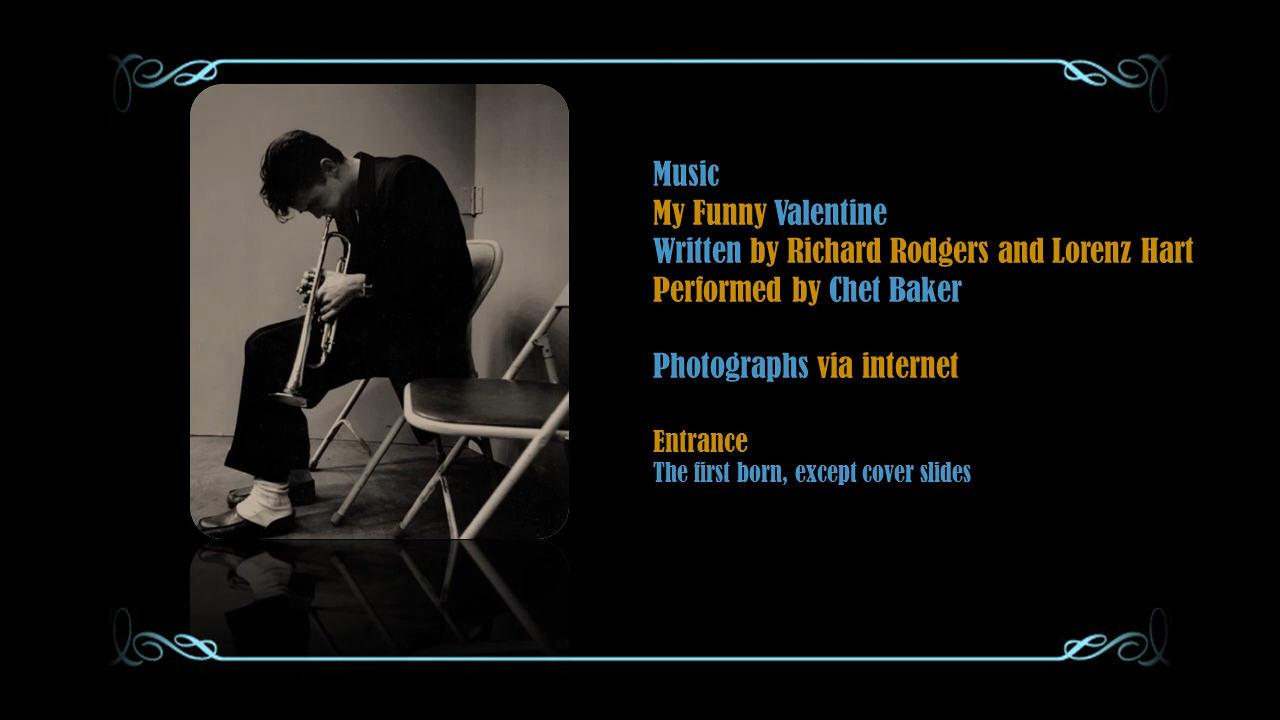 Music
My Funny Valentine
Written by Richard Rodgers and Lorenz Hart
Performed by Chet Baker
Photographs via internet
Entrance
The first born, except cover slides